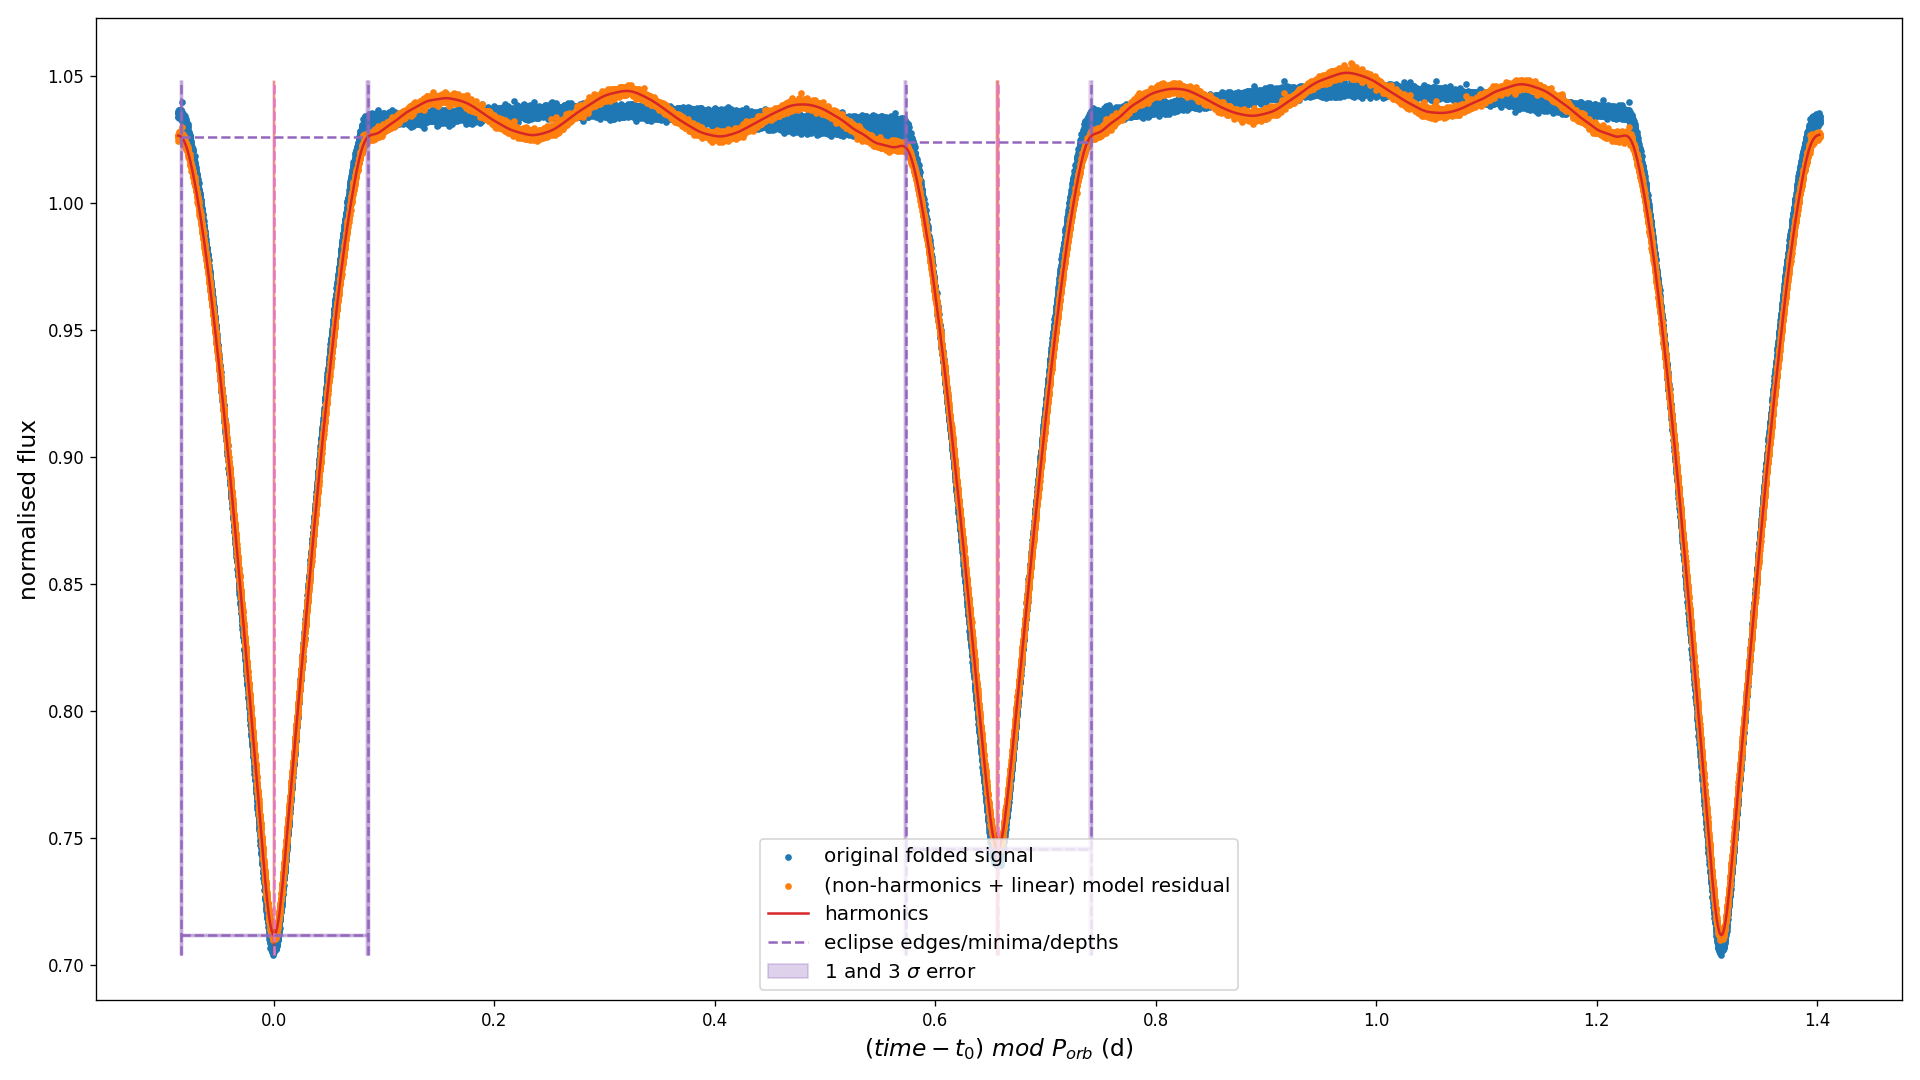 1.05
1.00
0.95
0.90
0.85
0.80
0.75
0.70
normalised flux
original folded signal
(non-harmonics + linear) model residual
harmonics
eclipse edges/minima/depths
1 and 3 σ error
0.0 0.2 0.4 0.6 0.8 1.0 1.2 1.4
(time − t₀) mod Pₒᵣb (d)